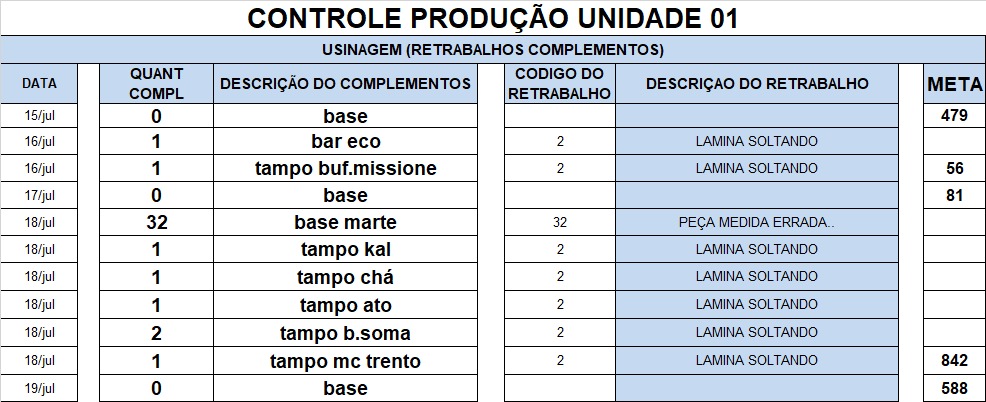 CONTROLE PRODUÇÃO UNIDADE 01
USINAGEM (RETRABALHOS COMPLEMENTOS)
DATA QUANT COMPL DESCRIÇÃO DO COMPLEMENTOS CODIGO DO RETRABALHO DESCRIÇAO DO RETRABALHO META
15/jul 0 base 479
16/jul 1 bar eco 2 LAMINA SOLTANDO
16/jul 1 tampo buf.missione 2 LAMINA SOLTANDO 56
17/jul 0 base 81
18/jul 32 base marte 32 PEÇA MEDIDA ERRADA..
18/jul 1 tampo kal 2 LAMINA SOLTANDO
18/jul 1 tampo chá 2 LAMINA SOLTANDO
18/jul 1 tampo ato 2 LAMINA SOLTANDO
18/jul 2 tampo b.soma 2 LAMINA SOLTANDO
18/jul 1 tampo mc trento 2 LAMINA SOLTANDO 842
19/jul 0 base 588